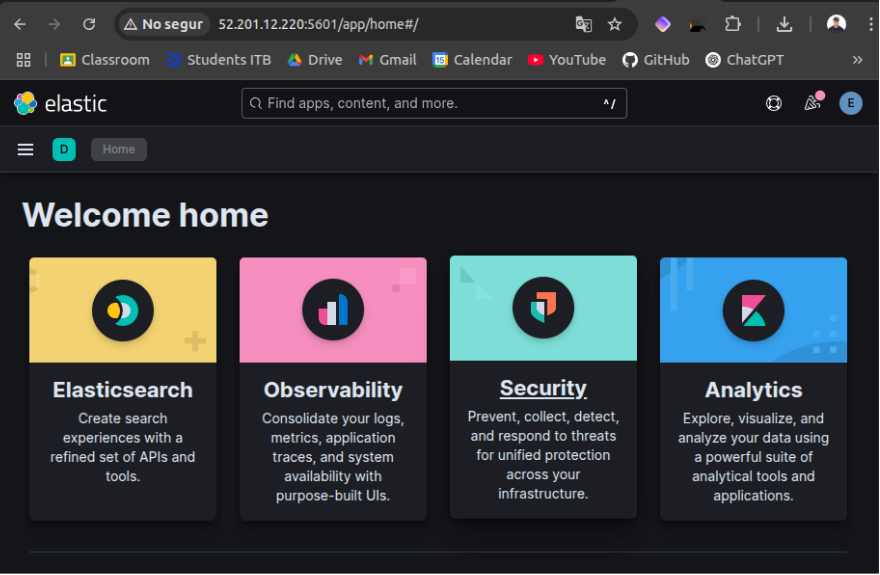 No segur 52.201.12.220:5601/app/home#/
Classroom Students ITB Drive Gmail 15 Calendar YouTube GitHub ChatGPT »
elastic Find apps, content, and more. ^/ E
D Home
Welcome home
Elasticsearch
Create search
experiences with a
refined set of APIs and
tools.
Observability
Consolidate your logs,
metrics, application
traces, and system
availability with
purpose-built UIs.
Security
Prevent, collect, detect,
and respond to threats
for unified protection
across your
infrastructure.
Analytics
Explore, visualize, and
analyze your data using
a powerful suite of
analytical tools and
applications.